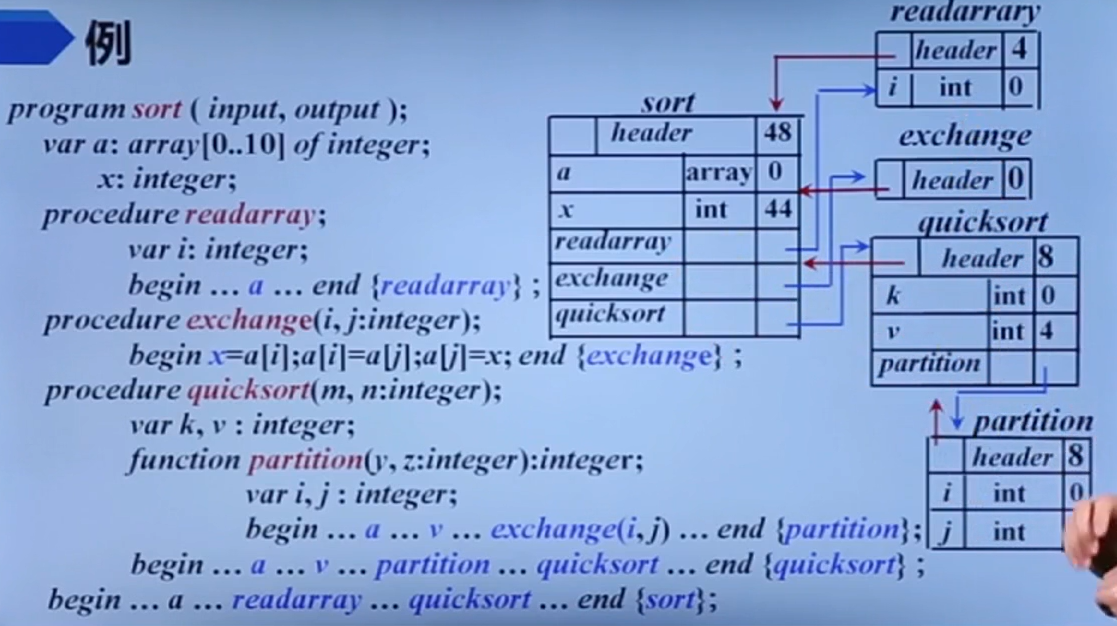 例
program sort ( input, output );
var a: array[0..10] of integer;
x: integer;
procedure readarray;
var i: integer;
begin ... a ... end {readarray} ;
procedure exchange(i, j:integer);
begin x=a[i];a[i]=a[j];a[j]=x; end {exchange} ;
procedure quicksort(m, n:integer);
var k, v : integer;
function partition(y, z:integer):integer;
var i, j : integer;
begin ... a ... v ... exchange(i,j) ... end {partition};
begin ... a ... v ... partition ... quicksort ... end {quicksort} ;
begin ... a ... readarray ... quicksort ... end {sort};
sort
header 48
a array 0
x int 44
readarray
exchange
quicksort
readarrary
header 4
i int 0
exchange
header 0
quicksort
header 8
k int 0
v int 4
partition
partition
header 8
i int 0
j int